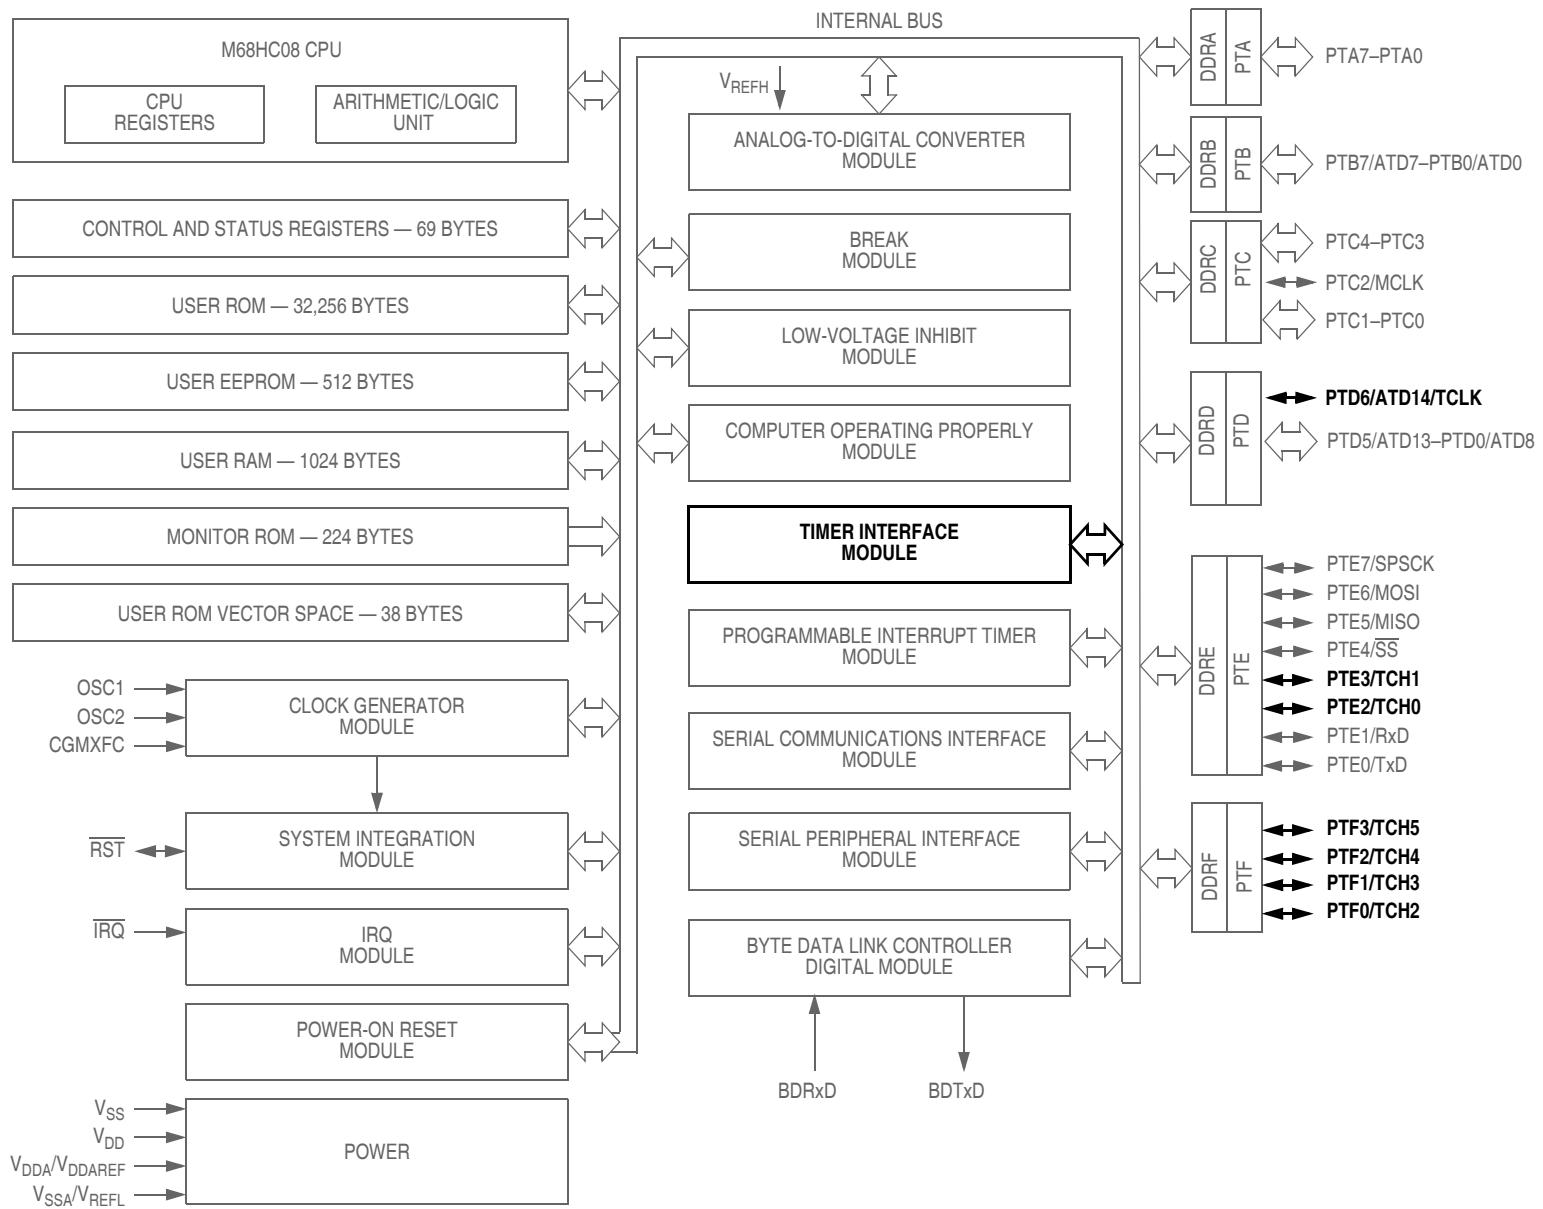 INTERNAL BUS
M68HC08 CPU
CPU
REGISTERS
ARITHMETIC/LOGIC
UNIT
CONTROL AND STATUS REGISTERS — 69 BYTES
USER ROM — 32,256 BYTES
USER EEPROM — 512 BYTES
USER RAM — 1024 BYTES
MONITOR ROM — 224 BYTES
USER ROM VECTOR SPACE — 38 BYTES
OSC1
OSC2
CGMXFC
CLOCK GENERATOR
MODULE
RST
SYSTEM INTEGRATION
MODULE
IRQ
IRQ
MODULE
POWER-ON RESET
MODULE
VSS
VDD
VDDA/VDDAREF
VSSA/VREFL
POWER
VREFH
ANALOG-TO-DIGITAL CONVERTER
MODULE
BREAK
MODULE
LOW-VOLTAGE INHIBIT
MODULE
COMPUTER OPERATING PROPERLY
MODULE
TIMER INTERFACE
MODULE
PROGRAMMABLE INTERRUPT TIMER
MODULE
SERIAL COMMUNICATIONS INTERFACE
MODULE
SERIAL PERIPHERAL INTERFACE
MODULE
BYTE DATA LINK CONTROLLER
DIGITAL MODULE
BDRxD
BDTxD
DDRA
PTA
PTA7–PTA0
DDRB
PTB
PTB7/ATD7–PTB0/ATD0
DDRC
PTC
PTC4–PTC3
PTC2/MCLK
PTC1–PTC0
DDRD
PTD
PTD6/ATD14/TCLK
PTD5/ATD13–PTD0/ATD8
DDRE
PTE
PTE7/SPSCK
PTE6/MOSI
PTE5/MISO
PTE4/SS
PTE3/TCH1
PTE2/TCH0
PTE1/RxD
PTE0/TxD
DDRF
PTF
PTF3/TCH5
PTF2/TCH4
PTF1/TCH3
PTF0/TCH2